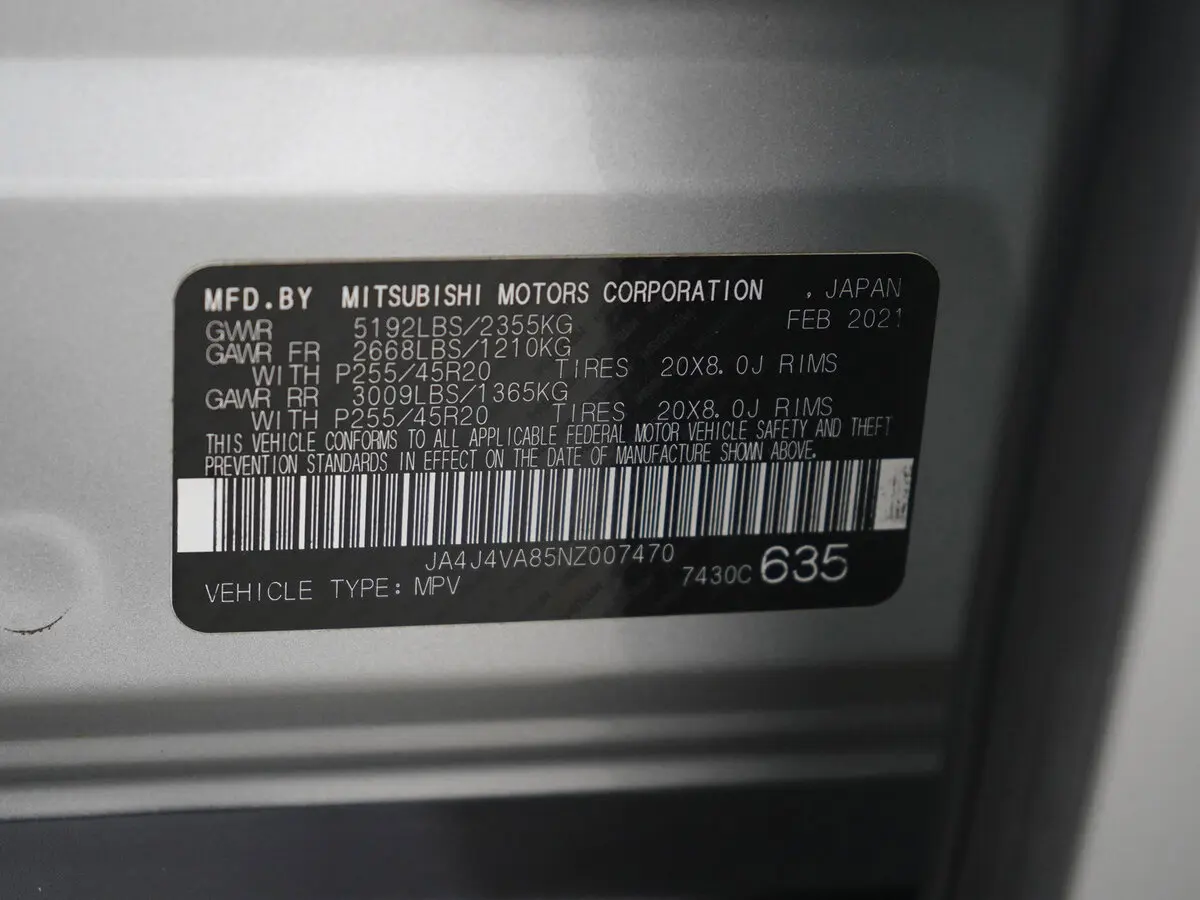 MFD.BY MITSUBISHI MOTORS CORPORATION , JAPAN
GVWR 5192LBS/2355KG FEB 2021
GAWR FR 2668LBS/1210KG
WITH P255/45R20 TIRES 20X8.0J RIMS
GAWR RR 3009LBS/1365KG
WITH P255/45R20 TIRES 20X8.0J RIMS
THIS VEHICLE CONFORMS TO ALL APPLICABLE FEDERAL MOTOR VEHICLE SAFETY AND THEFT
PREVENTION STANDARDS IN EFFECT ON THE DATE OF MANUFACTURE SHOWN ABOVE.
JA4J4VA85NZ007470
VEHICLE TYPE: MPV 7430C 635